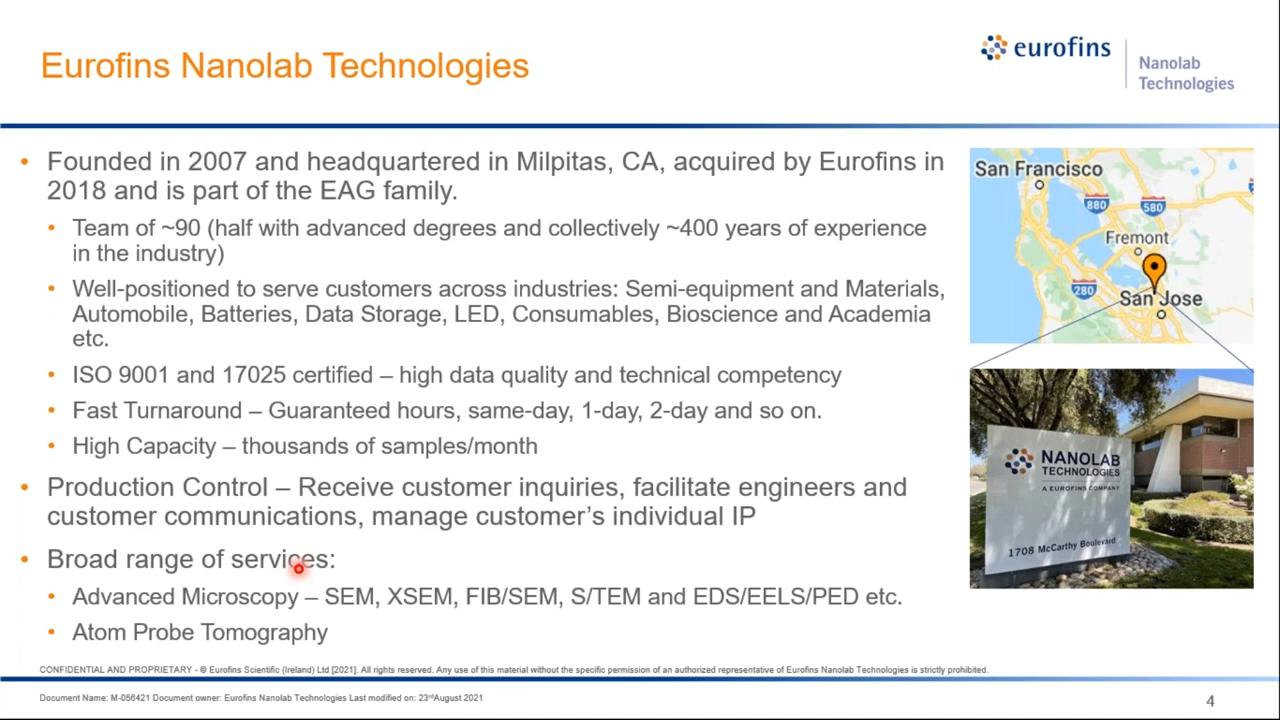 Eurofins Nanolab Technologies
eurofins
Nanolab
Technologies
• Founded in 2007 and headquartered in Milpitas, CA, acquired by Eurofins in
2018 and is part of the EAG family.
• Team of ~90 (half with advanced degrees and collectively ~400 years of experience
in the industry)
• Well-positioned to serve customers across industries: Semi-equipment and Materials,
Automobile, Batteries, Data Storage, LED, Consumables, Bioscience and Academia
etc.
• ISO 9001 and 17025 certified – high data quality and technical competency
• Fast Turnaround – Guaranteed hours, same-day, 1-day, 2-day and so on.
• High Capacity – thousands of samples/month
• Production Control – Receive customer inquiries, facilitate engineers and
customer communications, manage customer’s individual IP
• Broad range of services:
• Advanced Microscopy – SEM, XSEM, FIB/SEM, S/TEM and EDS/EELS/PED etc.
• Atom Probe Tomography
San Francisco
880
580
Fremont
280
San Jose
NANOLAB
TECHNOLOGIES
A EUROFINS COMPANY
1708 McCarthy Boulevard
CONFIDENTIAL AND PROPRIETARY - © Eurofins Scientific (Ireland) Ltd [2021]. All rights reserved. Any use of this material without the specific permission of an authorized representative of Eurofins Nanolab Technologies is strictly prohibited.
Document Name: M-056421 Document owner: Eurofins Nanolab Technologies Last modified on: 23rdAugust 2021
4